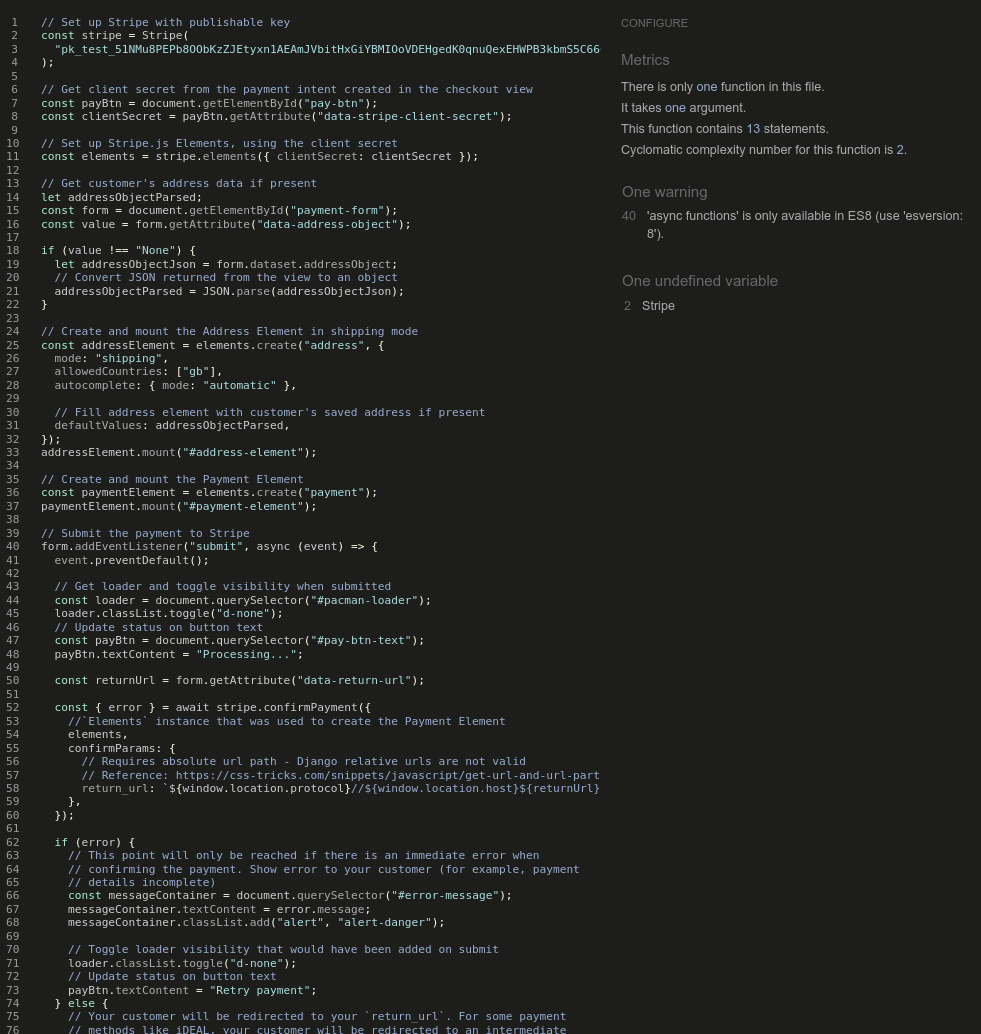 1 // Set up Stripe with publishable key
2 const stripe = Stripe(
3   "pk_test_51NMu8PEPb8OObKzZJEtyxn1AEAmJVbitHxGiYBMIOoVDEHgedK0qnuQexEHWPB3kbmS5C66
4 );
5
6 // Get client secret from the payment intent created in the checkout view
7 const payBtn = document.getElementById("pay-btn");
8 const clientSecret = payBtn.getAttribute("data-stripe-client-secret");
9
10 // Set up Stripe.js Elements, using the client secret
11 const elements = stripe.elements({ clientSecret: clientSecret });
12
13 // Get customer's address data if present
14 let addressObjectParsed;
15 const form = document.getElementById("payment-form");
16 const value = form.getAttribute("data-address-object");
17
18 if (value !== "None") {
19   let addressObjectJson = form.dataset.addressObject;
20   // Convert JSON returned from the view to an object
21   addressObjectParsed = JSON.parse(addressObjectJson);
22 }
23
24 // Create and mount the Address Element in shipping mode
25 const addressElement = elements.create("address", {
26   mode: "shipping",
27   allowedCountries: ["gb"],
28   autocomplete: { mode: "automatic" },
29
30   // Fill address element with customer's saved address if present
31   defaultValues: addressObjectParsed,
32 });
33 addressElement.mount("#address-element");
34
35 // Create and mount the Payment Element
36 const paymentElement = elements.create("payment");
37 paymentElement.mount("#payment-element");
38
39 // Submit the payment to Stripe
40 form.addEventListener("submit", async (event) => {
41   event.preventDefault();
42
43   // Get loader and toggle visibility when submitted
44   const loader = document.querySelector("#pacman-loader");
45   loader.classList.toggle("d-none");
46   // Update status on button text
47   const payBtn = document.querySelector("#pay-btn-text");
48   payBtn.textContent = "Processing...";
49
50   const returnUrl = form.getAttribute("data-return-url");
51
52   const { error } = await stripe.confirmPayment({
53     //`Elements` instance that was used to create the Payment Element
54     elements,
55     confirmParams: {
56       // Requires absolute url path - Django relative urls are not valid
57       // Reference: https://css-tricks.com/snippets/javascript/get-url-and-url-part
58       return_url: `${window.location.protocol}//${window.location.host}${returnUrl}
59     },
60   });
61
62   if (error) {
63     // This point will only be reached if there is an immediate error when
64     // confirming the payment. Show error to your customer (for example, payment
65     // details incomplete)
66     const messageContainer = document.querySelector("#error-message");
67     messageContainer.textContent = error.message;
68     messageContainer.classList.add("alert", "alert-danger");
69
70     // Toggle loader visibility that would have been added on submit
71     loader.classList.toggle("d-none");
72     // Update status on button text
73     payBtn.textContent = "Retry payment";
74   } else {
75     // Your customer will be redirected to your `return_url`. For some payment
76     // methods like iDEAL, your customer will be redirected to an intermediate
CONFIGURE
Metrics
There is only one function in this file.
It takes one argument.
This function contains 13 statements.
Cyclomatic complexity number for this function is 2.
One warning
40 'async functions' is only available in ES8 (use 'esversion:
8').
One undefined variable
2 Stripe